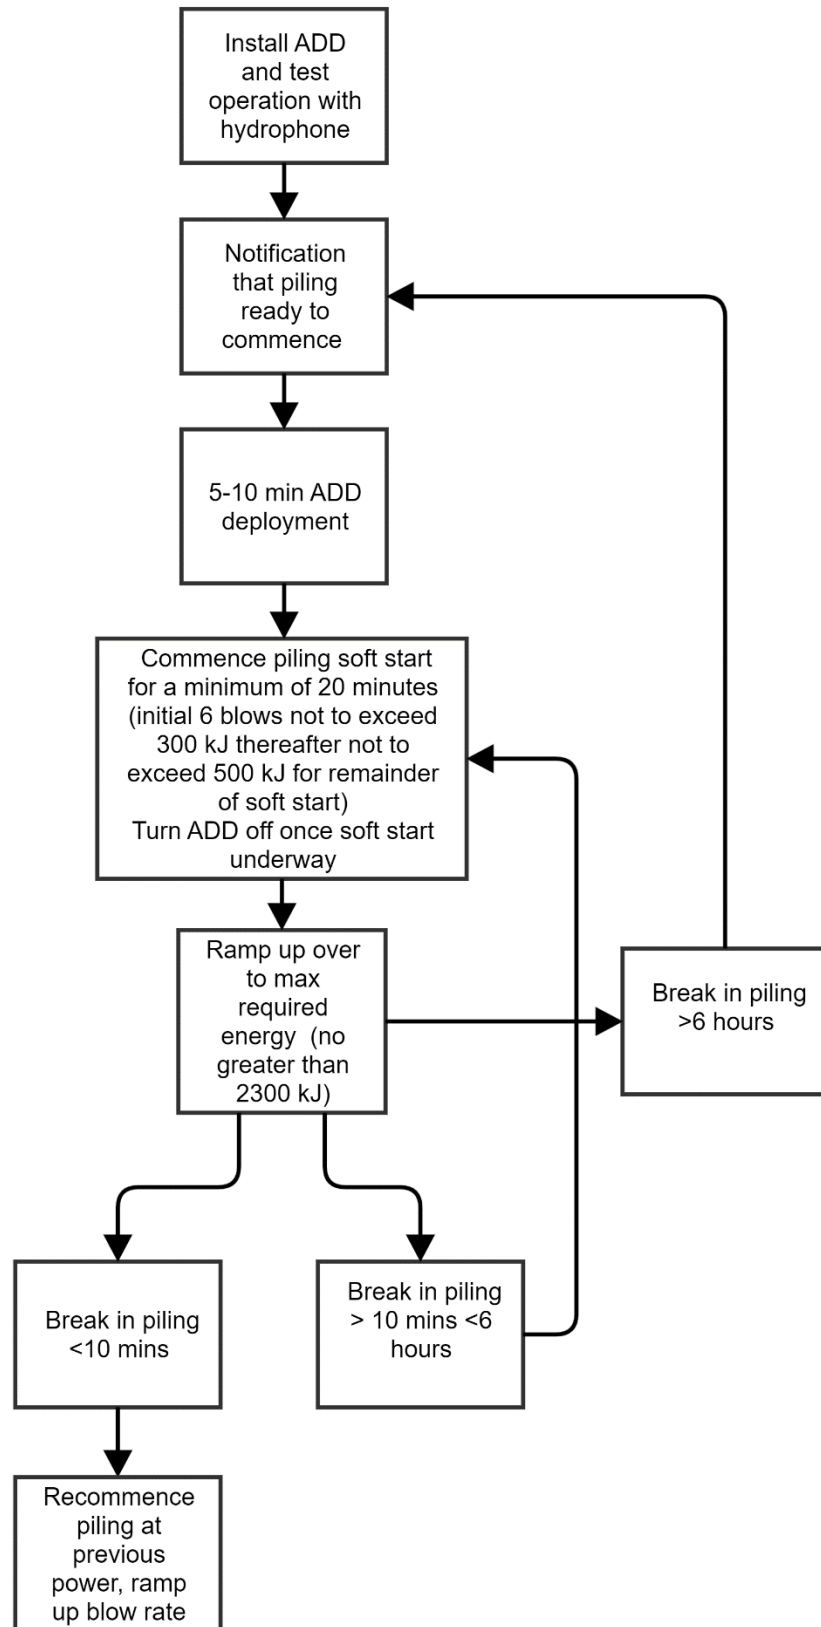 Install ADD
and test
operation with
hydrophone
Notification
that piling
ready to
commence
5-10 min ADD
deployment
Commence piling soft start
for a minimum of 20 minutes
(initial 6 blows not to exceed
300 kJ thereafter not to
exceed 500 kJ for remainder
of soft start)
Turn ADD off once soft start
underway
Ramp up over
to max
required
energy (no
greater than
2300 kJ)
Break in piling
>6 hours
Break in piling
<10 mins
Break in piling
> 10 mins <6
hours
Recommence
piling at
previous
power, ramp
up blow rate